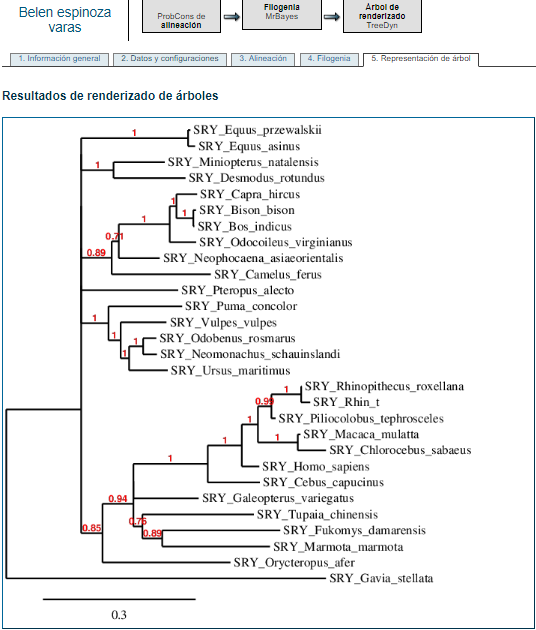 Belen espinoza
varas
ProbCons de
alineación
Filogenia
MrBayes
Árbol de
renderizado
TreeDyn
1. Información general
2. Datos y configuraciones
3. Alineación
4. Filogenia
5. Representación de árbol
Resultados de renderizado de árboles
1
SRY_Equus_przewalskii
SRY_Equus_asinus
1
SRY_Miniopterus_natalensis
SRY_Desmodus_rotundus
SRY_Capra_hircus
1
1
1
SRY_Bison_bison
SRY_Bos_indicus
0.71
SRY_Odocoileus_virginianus
0.89
SRY_Neophocaena_asiaeorientalis
SRY_Camelus_ferus
SRY_Pteropus_alecto
SRY_Puma_concolor
1
SRY_Vulpes_vulpes
1
SRY_Odobenus_rosmarus
1
1
SRY_Neomonachus_schauinslandi
SRY_Ursus_maritimus
SRY_Rhinopithecus_roxellana
1
SRY_Rhin_t
0.99
SRY_Piliocolobus_tephrosceles
1
SRY_Macaca_mulatta
1
1
SRY_Chlorocebus_sabaeus
1
SRY_Homo_sapiens
SRY_Cebus_capucinus
0.94
SRY_Galeopterus_variegatus
SRY_Tupaia_chinensis
0.85
0.89
SRY_Fukomys_damarensis
SRY_Marmota_marmota
SRY_Orycteropus_afer
SRY_Gavia_stellata
0.3